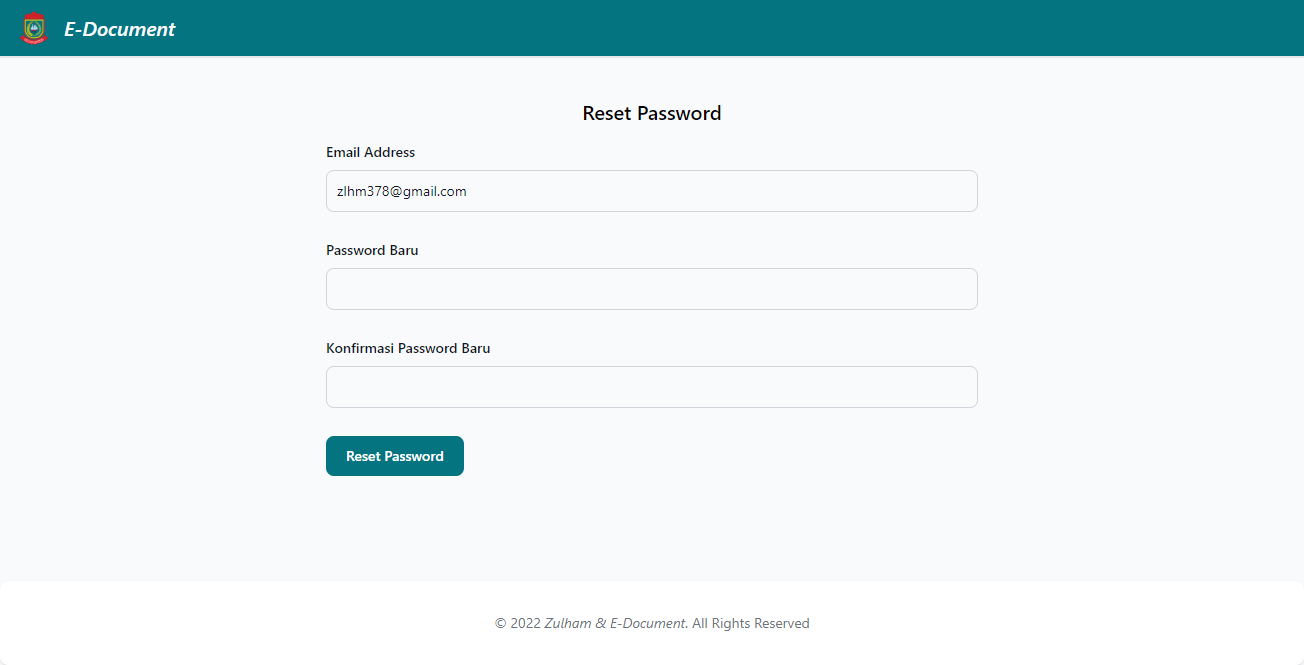 E-Document
Reset Password
Email Address
zlhm378@gmail.com
Password Baru
Konfirmasi Password Baru
Reset Password
© 2022 Zulham & E-Document. All Rights Reserved